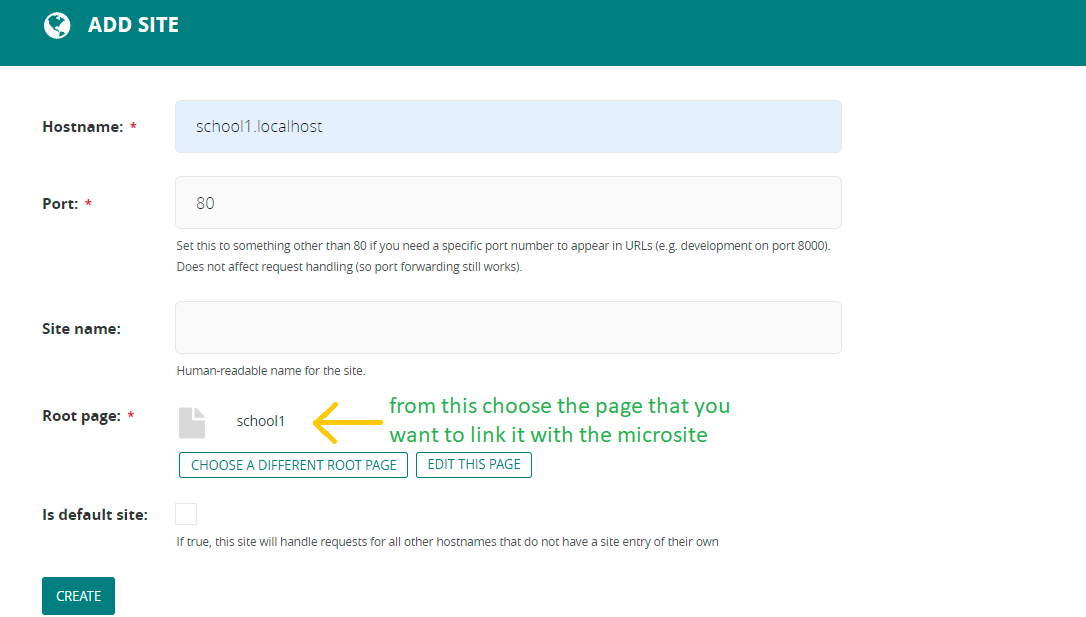 ADD SITE
Hostname: *
school1.localhost
Port: *
80
Set this to something other than 80 if you need a specific port number to appear in URLs (e.g. development on port 8000).
Does not affect request handling (so port forwarding still works).
Site name:
Human-readable name for the site.
Root page: *
school1
from this choose the page that you
want to link it with the microsite
CHOOSE A DIFFERENT ROOT PAGE
EDIT THIS PAGE
Is default site:
If true, this site will handle requests for all other hostnames that do not have a site entry of their own
CREATE